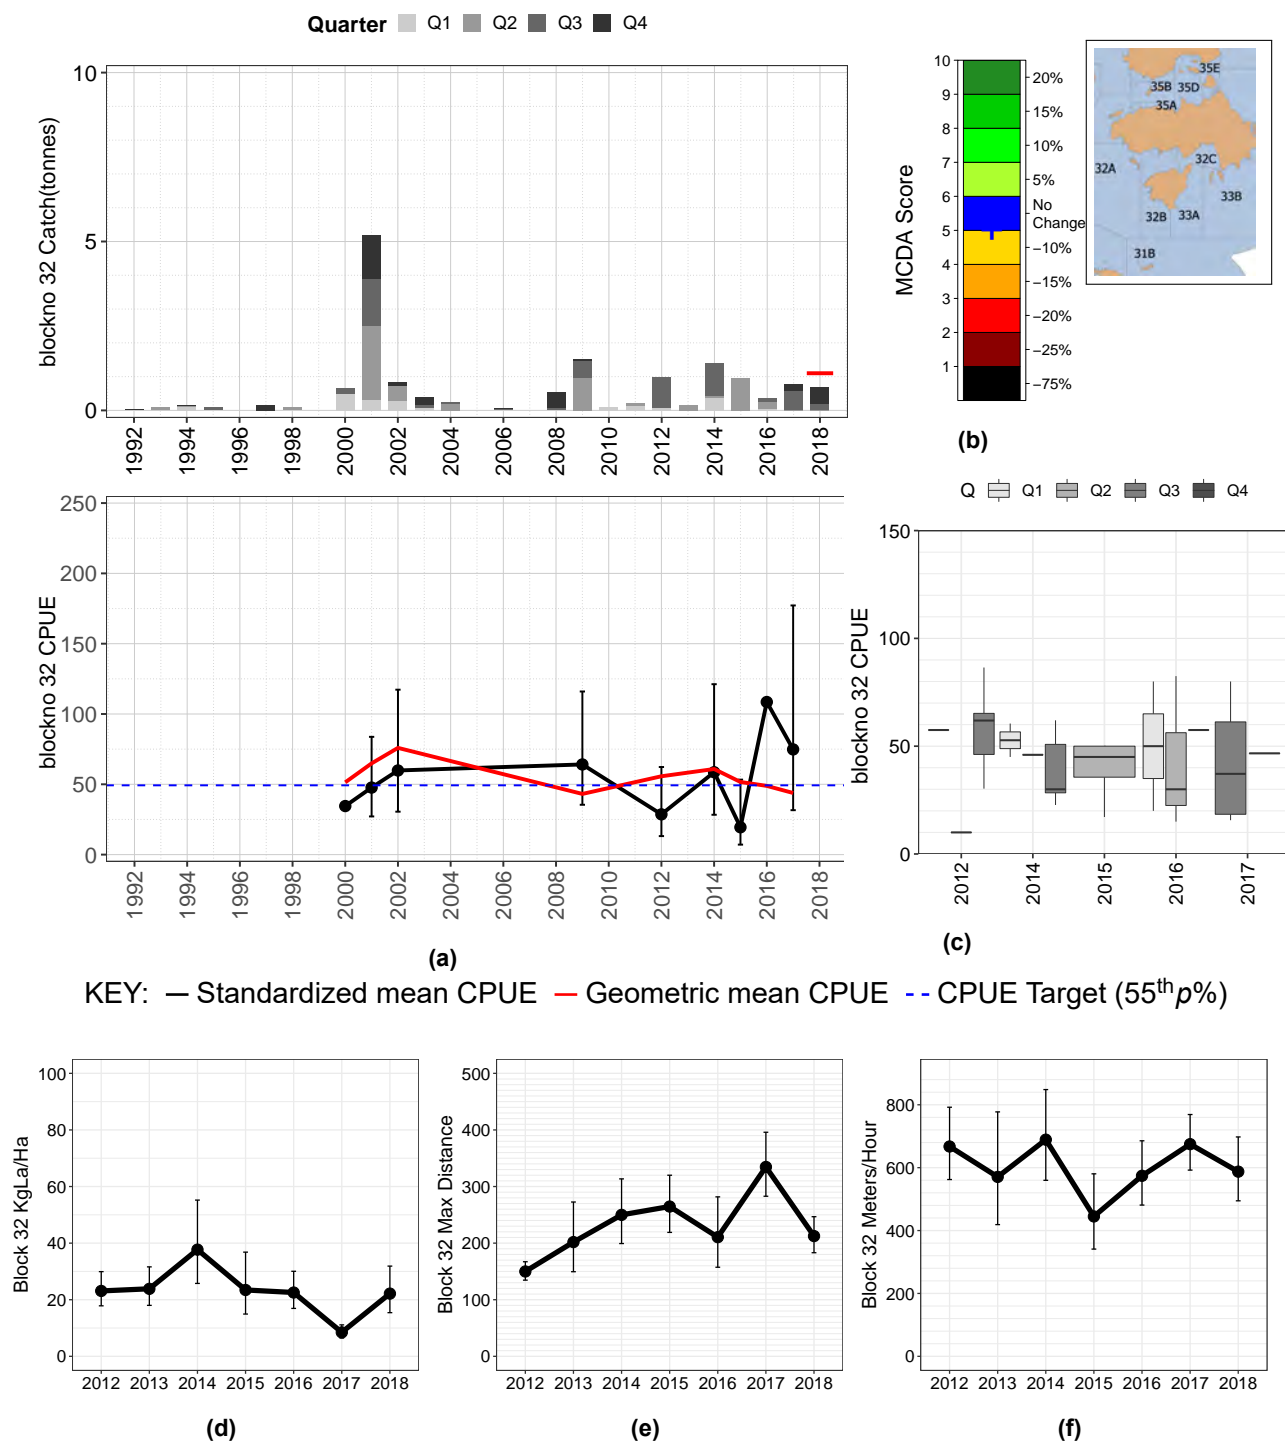 Quarter Q1 Q2 Q3 Q4
blockno 32 Catch(tonnes)
10
5
0
1992 1994 1996 1998 2000 2002 2004 2006 2008 2010 2012 2014 2016 2018
blockno 32 CPUE
250
200
150
100
50
0
1992 1994 1996 1998 2000 2002 2004 2006 2008 2010 2012 2014 2016 2018
(a)
MCDA Score
10
9
8
7
6
5
4
3
2
1
20%
15%
10%
5%
No
Change
−10%
−15%
−20%
−25%
−75%
(b)
35E
35B 35D
35A
32C
32A
33B
32B 33A
31B
Q Q1 Q2 Q3 Q4
blockno 32 CPUE
150
100
50
0
2012 2014 2015 2016 2017
(c)
KEY: Standardized mean CPUE Geometric mean CPUE CPUE Target (55th p%)
Block 32 KgLa/Ha
100
80
60
40
20
0
2012 2013 2014 2015 2016 2017 2018
(d)
Block 32 Max Distance
500
400
300
200
100
0
2012 2013 2014 2015 2016 2017 2018
(e)
Block 32 Meters/Hour
800
600
400
200
0
2012 2013 2014 2015 2016 2017 2018
(f)